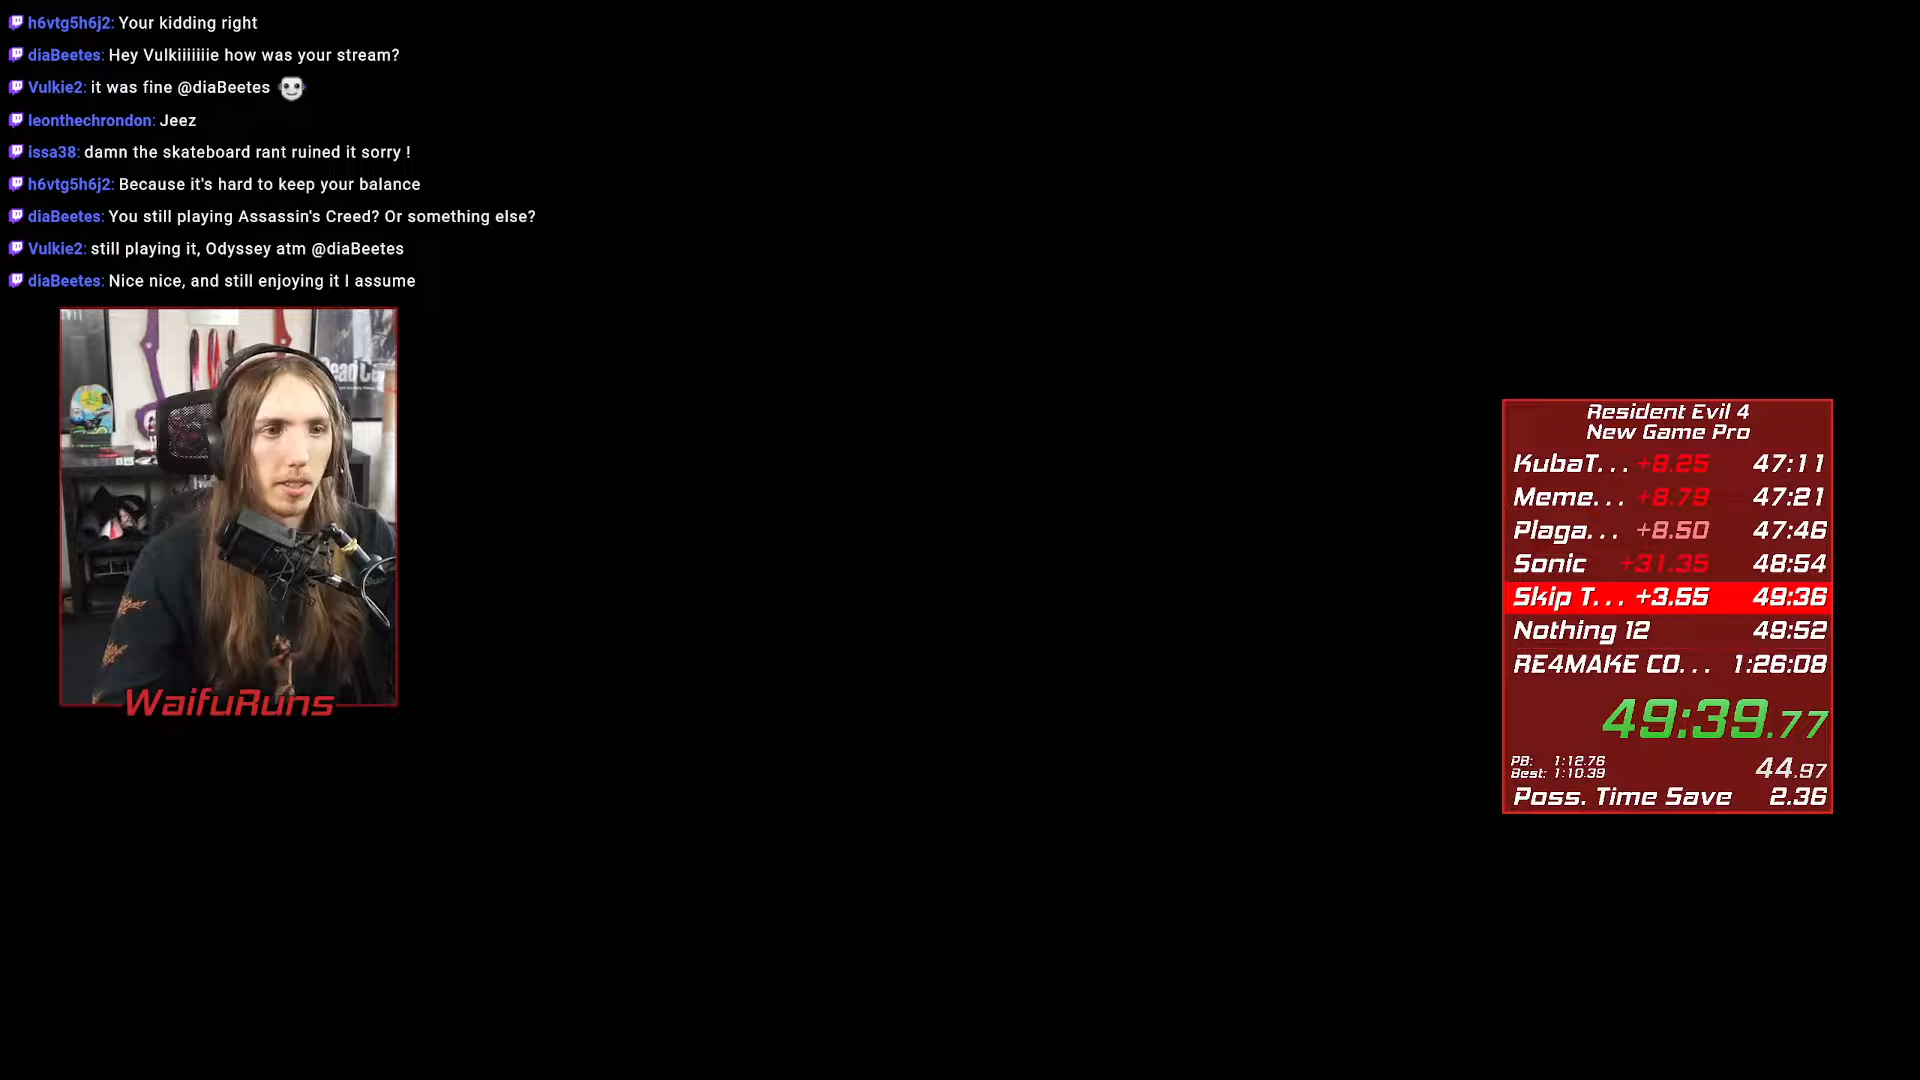 h6vtg5h6j2: Your kidding right
diaBeetes: Hey Vulkiiiiiiie how was your stream?
Vulkie2: it was fine @diaBeetes
leonthechrondon: Jeez
issa38: damn the skateboard rant ruined it sorry !
h6vtg5h6j2: Because it's hard to keep your balance
diaBeetes: You still playing Assassin's Creed? Or something else?
Vulkie2: still playing it, Odyssey atm @diaBeetes
diaBeetes: Nice nice, and still enjoying it I assume
WaifuRuns
Resident Evil 4
New Game Pro
KubaT... +8.25 47:11
Meme... +8.79 47:21
Plaga... +8.50 47:46
Sonic +31.35 48:54
Skip T... +3.55 49:36
Nothing 12 49:52
RE4MAKE CO... 1:26:08
49:39.77
PB: 1:12.76
Best: 1:10.39
44.97
Poss. Time Save 2.36